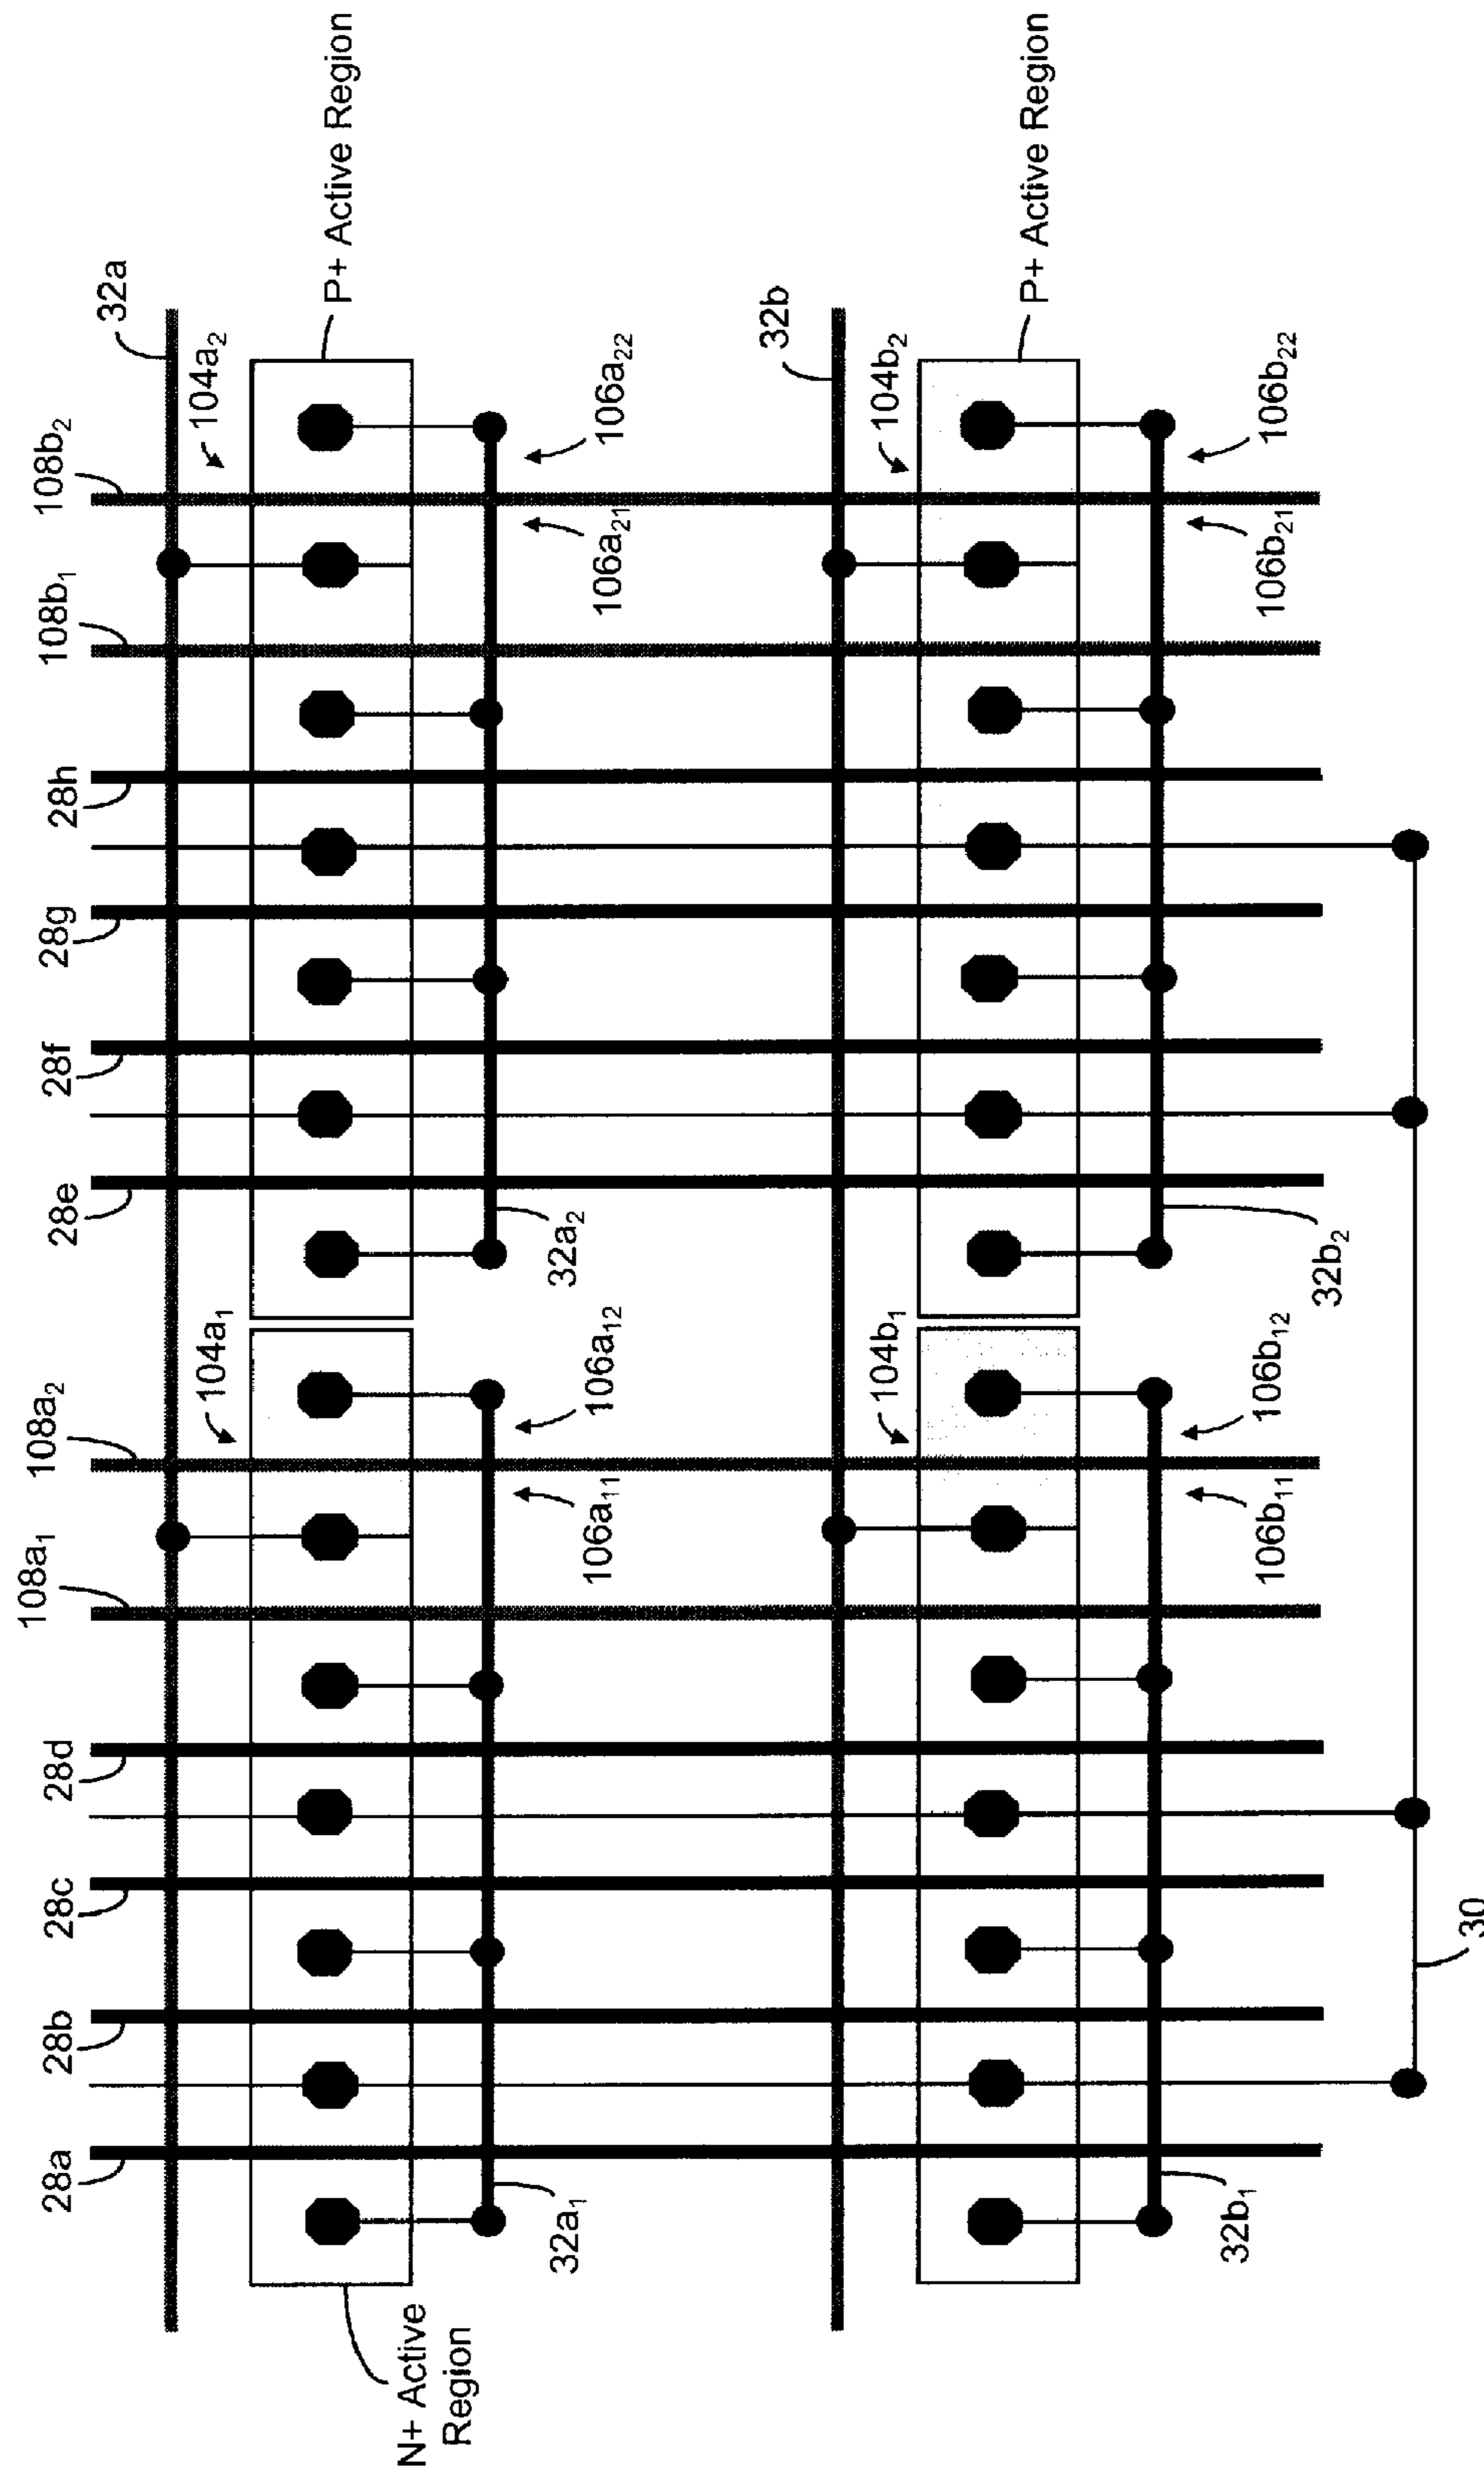 28a
28b
28c
28d
108a₁
108a₂
28e
28f
28g
28h
108b₁
108b₂
32a
104a₁
104a₂
N+ Active
Region
P+ Active Region
32a₁
106a₁₁
106a₁₂
32a₂
106a₂₁
106a₂₂
32b
104b₁
104b₂
P+ Active Region
32b₁
106b₁₁
106b₁₂
32b₂
106b₂₁
106b₂₂
30